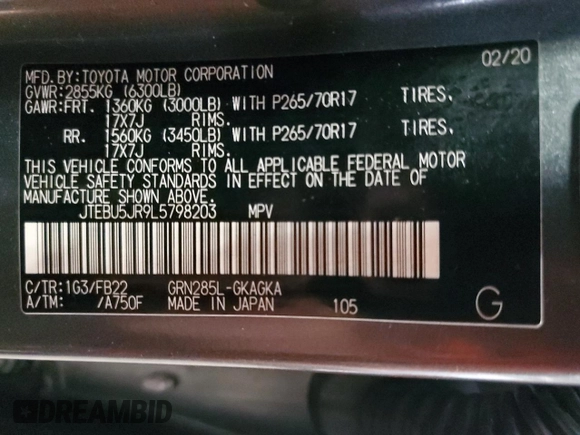 MFD.BY:TOYOTA MOTOR CORPORATION 02/20
GVWR:2855KG (6300LB)
GAWR:FRT. 1360KG (3000LB) WITH P265/70R17 TIRES,
17X7J RIMS.
RR. 1560KG (3450LB) WITH P265/70R17 TIRES,
17X7J RIMS.
THIS VEHICLE CONFORMS TO ALL APPLICABLE FEDERAL MOTOR
VEHICLE SAFETY STANDARDS IN EFFECT ON THE DATE OF
MANUFACTURE SHOWN ABOVE.
JTEBU5JR9L5798203 MPV
C/TR:1G3/FB22 GRN285L-GKAGKA
A/TM: /A750F MADE IN JAPAN 105 G
DREAMBID